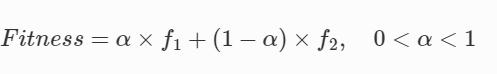 Fitness = α × f₁ + (1 − α) × f₂, 0 < α < 1